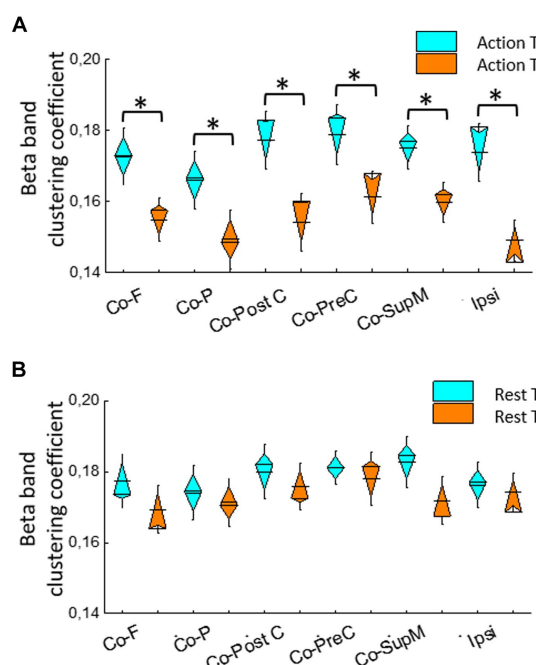 A
Beta band
clustering coefficient
0,20
0,18
0,16
0,14
Action T
Action T
* * * * * *
Co-F
Co-P
Co-Post C
Co-PreC
Co-SupM
Ipsi
B
Beta band
clustering coefficient
0,20
0,18
0,16
0,14
Rest T
Rest T
Co-F
Co-P
Co-Post C
Co-PreC
Co-SupM
Ipsi